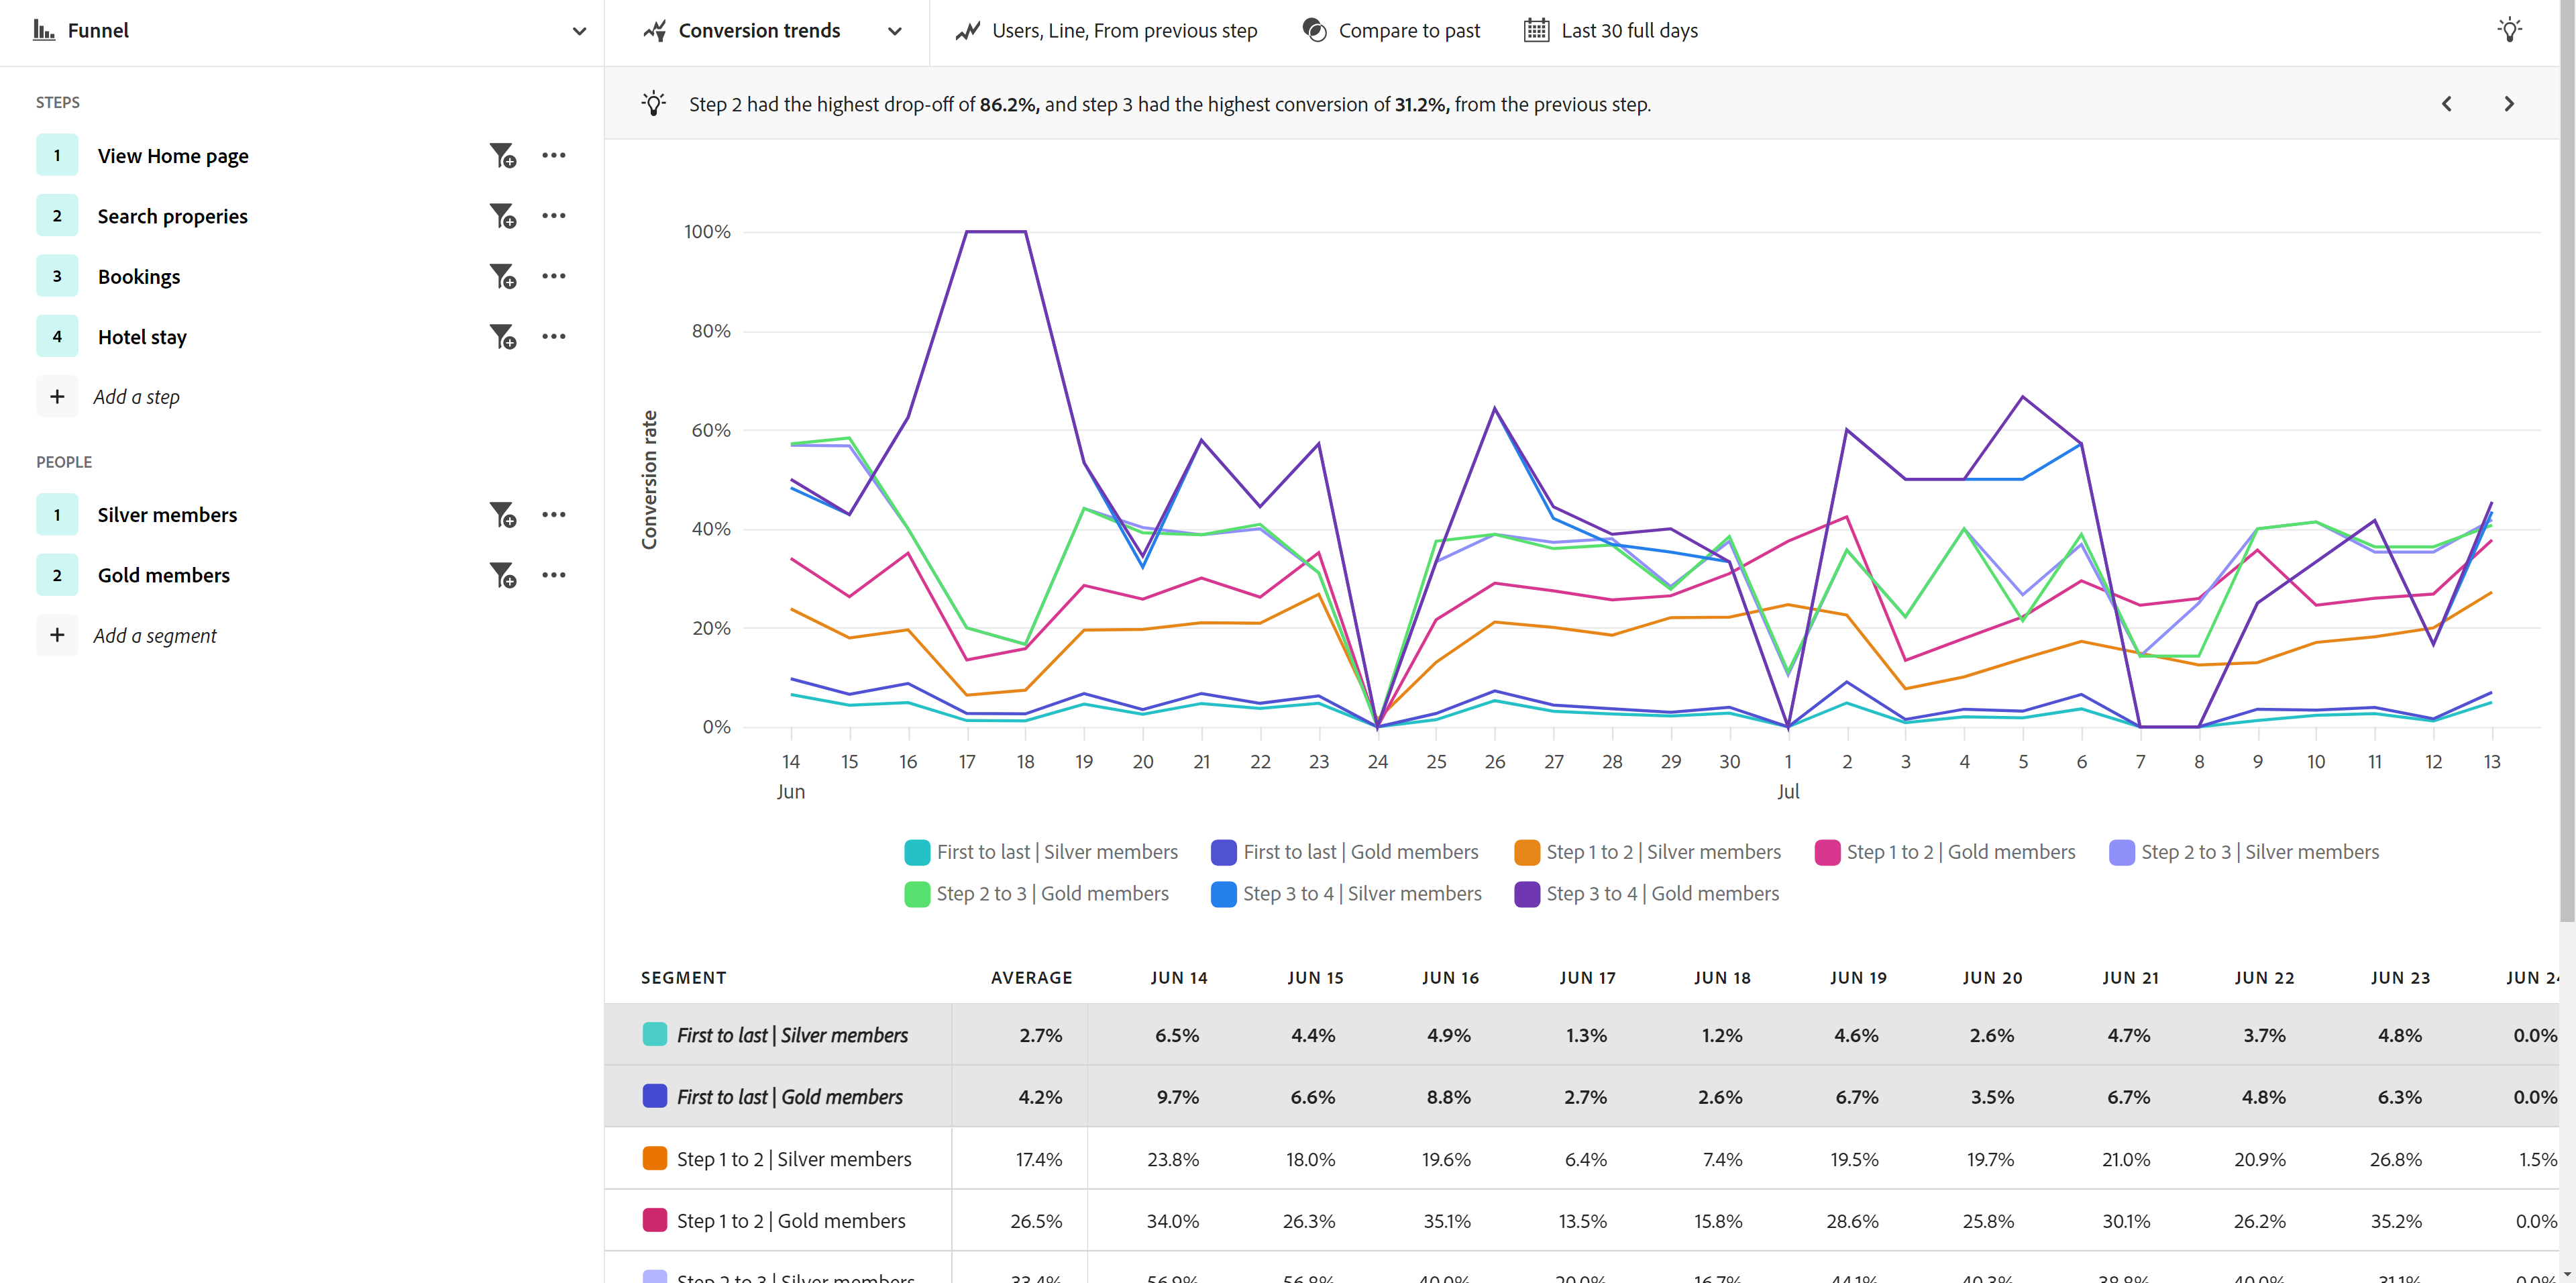 Funnel
Conversion trends
Users, Line, From previous step
Compare to past
Last 30 full days
STEPS
1 View Home page
2 Search properies
3 Bookings
4 Hotel stay
+ Add a step
PEOPLE
1 Silver members
2 Gold members
+ Add a segment
Step 2 had the highest drop-off of 86.2%, and step 3 had the highest conversion of 31.2%, from the previous step.
Conversion rate
100%
80%
60%
40%
20%
0%
14 15 16 17 18 19 20 21 22 23 24 25 26 27 28 29 30 1 2 3 4 5 6 7 8 9 10 11 12 13
Jun Jul
First to last | Silver members First to last | Gold members Step 1 to 2 | Silver members Step 1 to 2 | Gold members Step 2 to 3 | Silver members
Step 2 to 3 | Gold members Step 3 to 4 | Silver members Step 3 to 4 | Gold members
SEGMENT AVERAGE JUN 14 JUN 15 JUN 16 JUN 17 JUN 18 JUN 19 JUN 20 JUN 21 JUN 22 JUN 23 JUN 24
First to last | Silver members 2.7% 6.5% 4.4% 4.9% 1.3% 1.2% 4.6% 2.6% 4.7% 3.7% 4.8% 0.0%
First to last | Gold members 4.2% 9.7% 6.6% 8.8% 2.7% 2.6% 6.7% 3.5% 6.7% 4.8% 6.3% 0.0%
Step 1 to 2 | Silver members 17.4% 23.8% 18.0% 19.6% 6.4% 7.4% 19.5% 19.7% 21.0% 20.9% 26.8% 1.5%
Step 1 to 2 | Gold members 26.5% 34.0% 26.3% 35.1% 13.5% 15.8% 28.6% 25.8% 30.1% 26.2% 35.2% 0.0%
Step 2 to 3 | Silver members 33.4% 56.9% 56.8% 40.0% 20.0% 16.7% 44.1% 40.3% 38.8% 40.0% 31.1% 0.0%